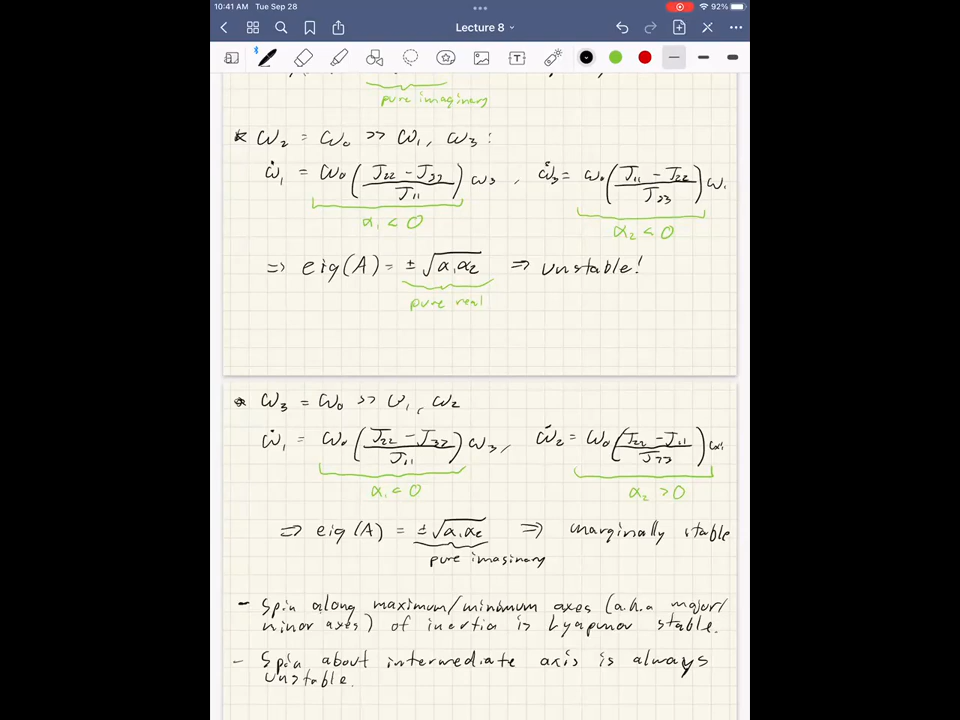 10:41 AM Tue Sep 28
92%
Lecture 8
pure imaginary
* ω₂ = ω₀ >> ω₁, ω₃ :
ω̇₁ = ω₀ ((J₂₂ - J₃₃)/J₁₁) ω₃ , ω̇₃ = ω₀ ((J₁₁ - J₂₂)/J₃₃) ω₁
α₁ < 0 α₂ < 0
=> eig(A) = ± √α₁α₂ => unstable!
pure real
* ω₃ = ω₀ >> ω₁, ω₂
ω̇₁ = ω₀ ((J₂₂ - J₃₃)/J₁₁) ω₃, ω̇₂ = ω₀ ((J₂₂ - J₁₁)/J₃₃)
α₁ < 0 α₂ > 0
=> eig(A) = ± √α₁α₂ => marginally stable
pure imaginary
- Spin along maximum/minimum axes (a.k.a major/
minor axes) of inertia is Lyapunov stable.
- Spin about intermediate axis is always
unstable.